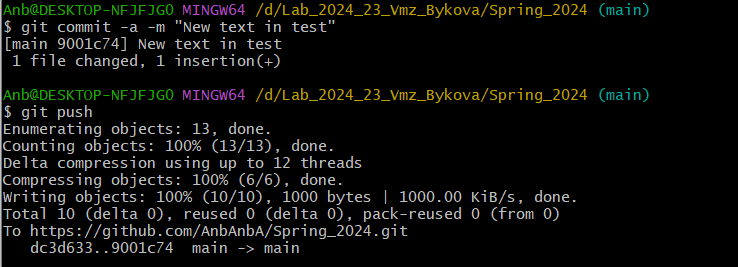 Anb@DESKTOP-NFJFJG0 MINGW64 /d/Lab_2024_23_Vmz_Bykova/Spring_2024 (main)
$ git commit -a -m "New text in test"
[main 9001c74] New text in test
 1 file changed, 1 insertion(+)

Anb@DESKTOP-NFJFJG0 MINGW64 /d/Lab_2024_23_Vmz_Bykova/Spring_2024 (main)
$ git push
Enumerating objects: 13, done.
Counting objects: 100% (13/13), done.
Delta compression using up to 12 threads
Compressing objects: 100% (6/6), done.
Writing objects: 100% (10/10), 1000 bytes | 1000.00 KiB/s, done.
Total 10 (delta 0), reused 0 (delta 0), pack-reused 0 (from 0)
To https://github.com/AnbAnbA/Spring_2024.git
   dc3d633..9001c74  main -> main